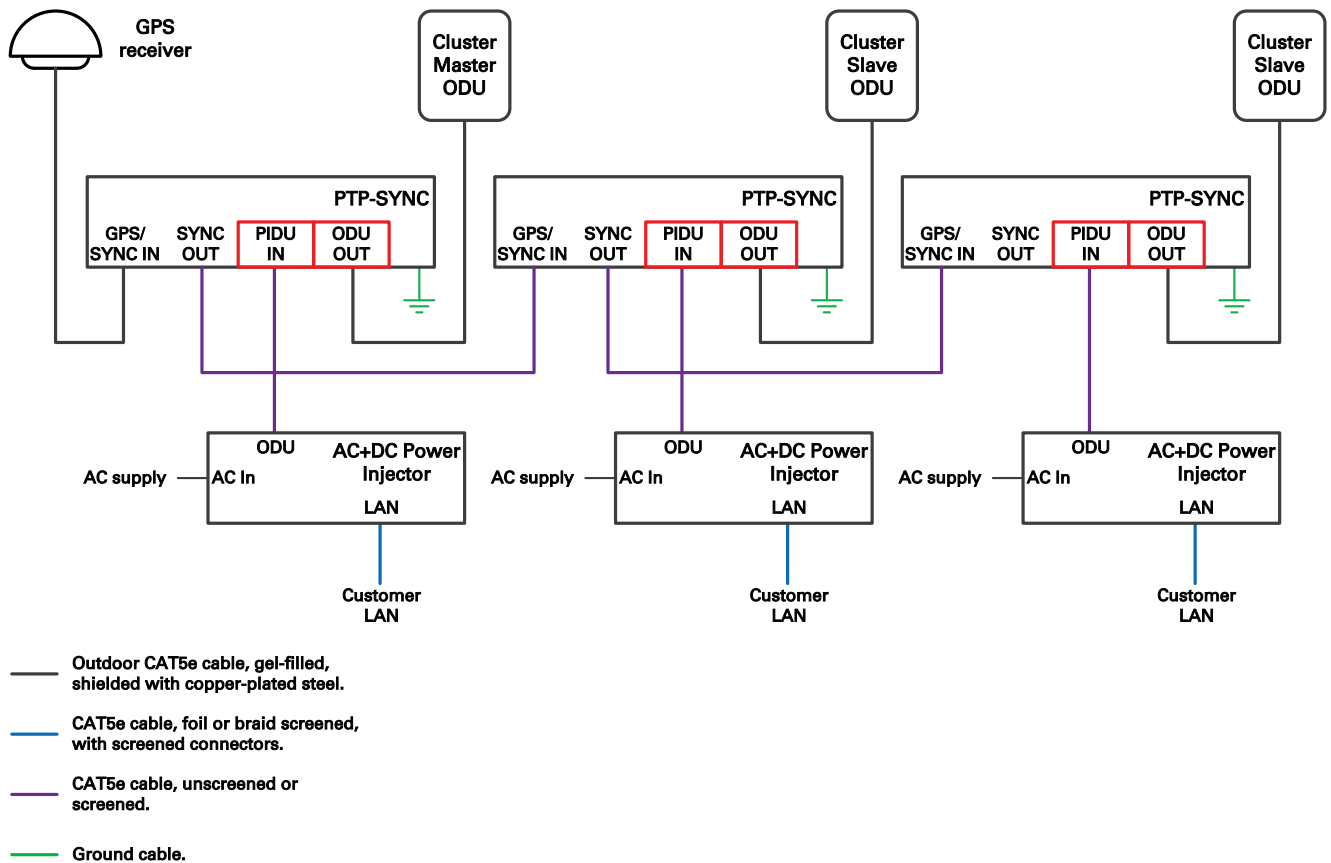 GPS
receiver
Cluster
Master
ODU
Cluster
Slave
ODU
Cluster
Slave
ODU
PTP-SYNC
GPS/
SYNC IN
SYNC
OUT
PIDU
IN
ODU
OUT
PTP-SYNC
GPS/
SYNC IN
SYNC
OUT
PIDU
IN
ODU
OUT
PTP-SYNC
GPS/
SYNC IN
SYNC
OUT
PIDU
IN
ODU
OUT
ODU
AC+DC Power
Injector
AC supply
AC In
LAN
Customer
LAN
ODU
AC+DC Power
Injector
AC supply
AC In
LAN
Customer
LAN
ODU
AC+DC Power
Injector
AC supply
AC In
LAN
Customer
LAN
Outdoor CAT5e cable, gel-filled,
shielded with copper-plated steel.
CAT5e cable, foil or braid screened,
with screened connectors.
CAT5e cable, unscreened or
screened.
Ground cable.